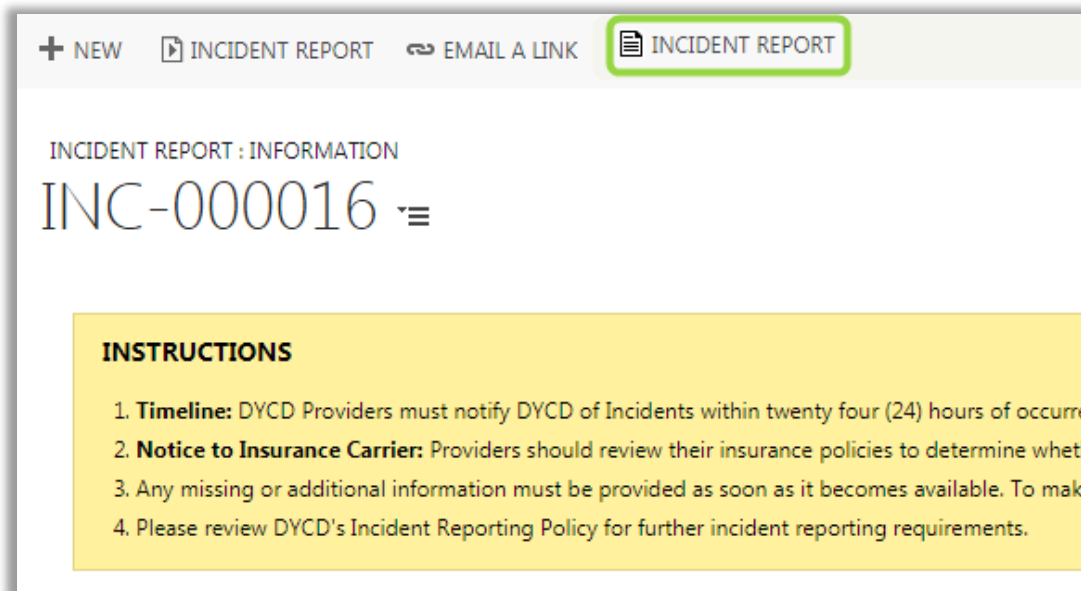 NEW INCIDENT REPORT EMAIL A LINK INCIDENT REPORT
INCIDENT REPORT : INFORMATION
INC-000016
INSTRUCTIONS
1. Timeline: DYCD Providers must notify DYCD of Incidents within twenty four (24) hours of
2. Notice to Insurance Carrier: Providers should review their insurance policies to determine
3. Any missing or additional information must be provided as soon as it becomes available. To
4. Please review DYCD's Incident Reporting Policy for further incident reporting requirements.